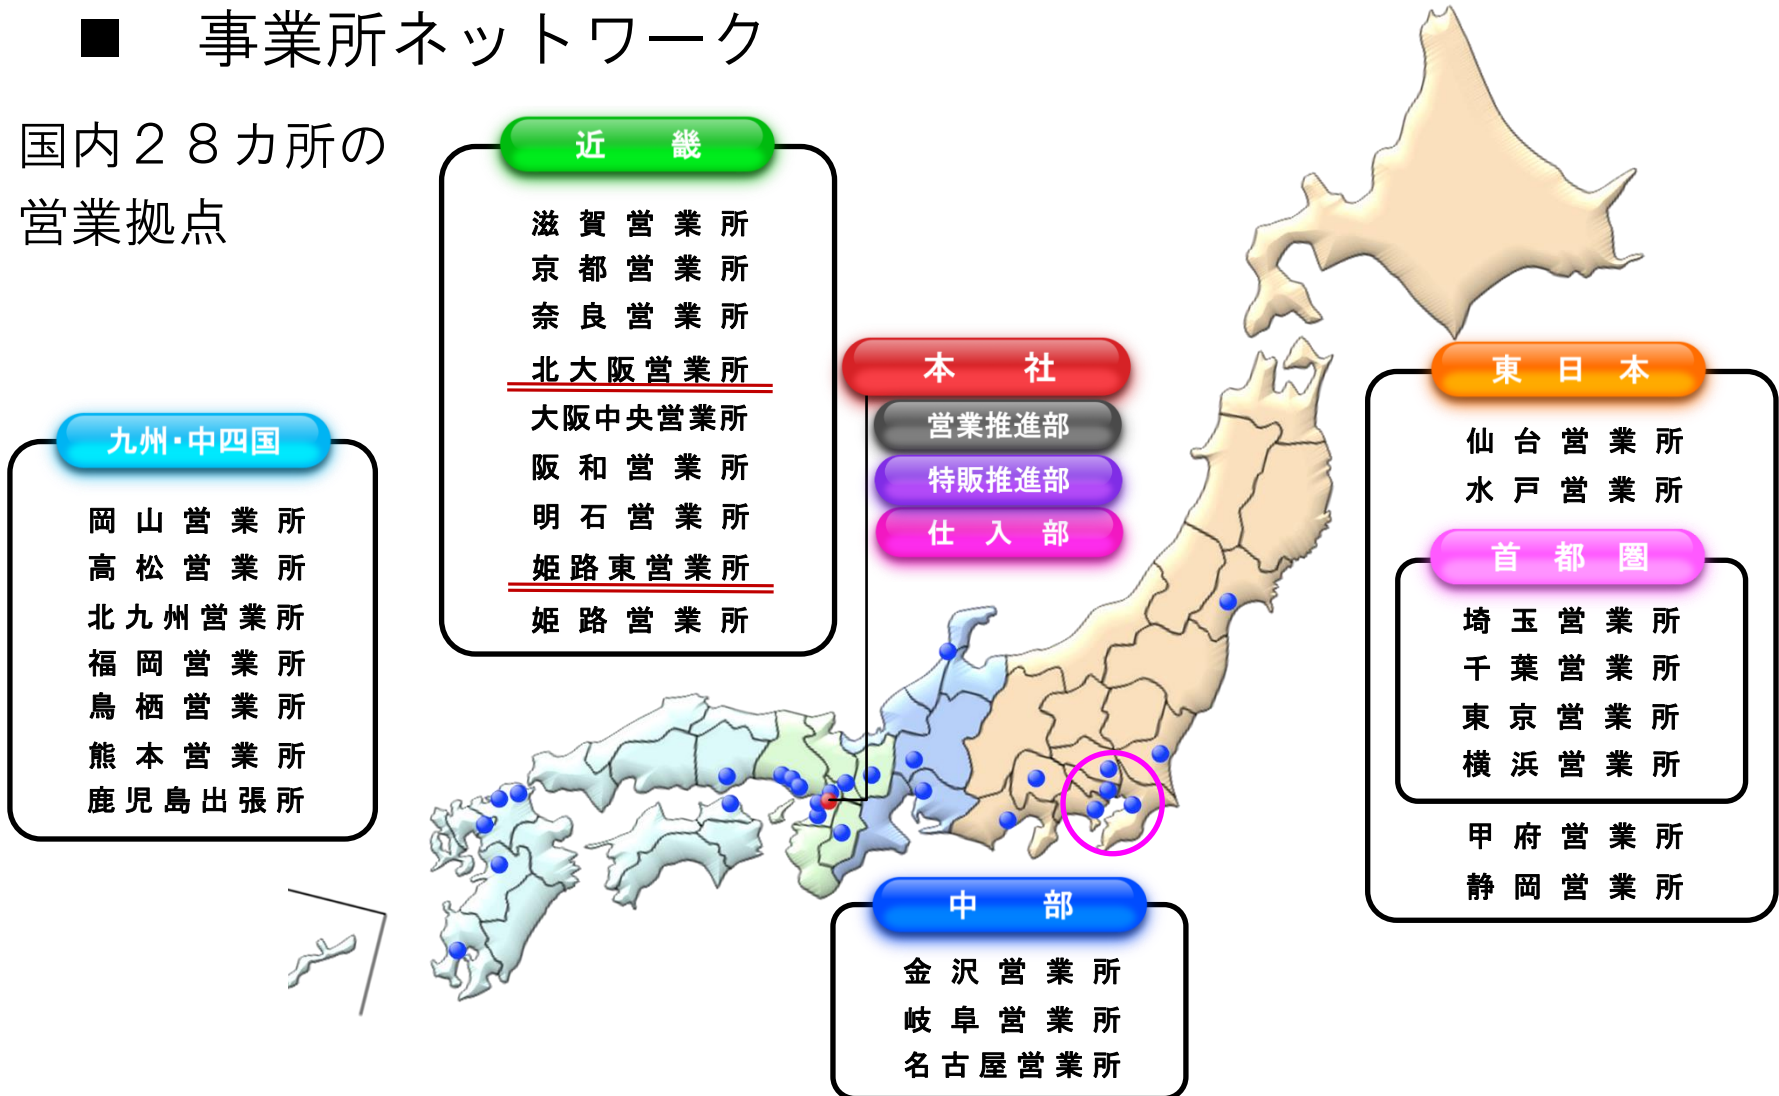 ■ 事業所ネットワーク
国内２８カ所の
営業拠点
近畿
滋賀営業所
京都営業所
奈良営業所
北大阪営業所
大阪中央営業所
阪和営業所
明石営業所
姫路東営業所
姫路営業所
本社
営業推進部
特販推進部
仕入部
九州・中四国
岡山営業所
高松営業所
北九州営業所
福岡営業所
鳥栖営業所
熊本営業所
鹿児島出張所
東日本
仙台営業所
水戸営業所
首都圏
埼玉営業所
千葉営業所
東京営業所
横浜営業所
甲府営業所
静岡営業所
中部
金沢営業所
岐阜営業所
名古屋営業所